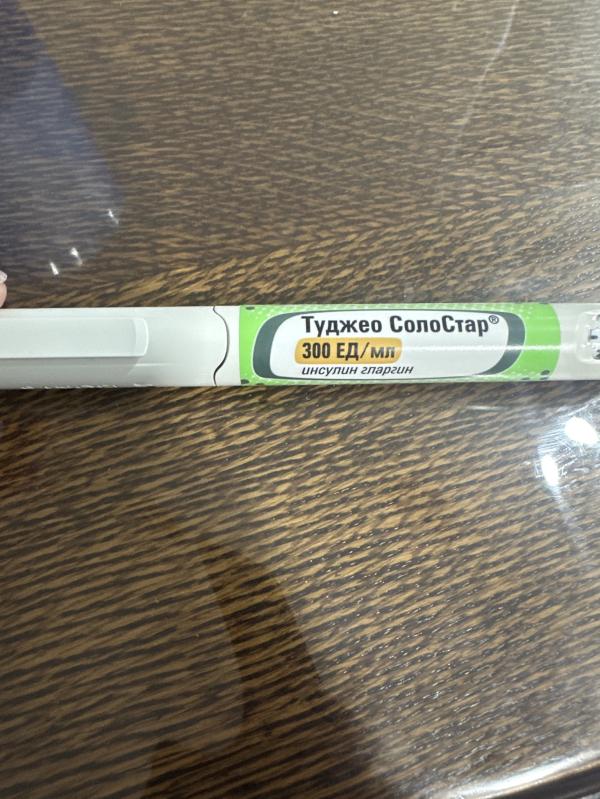 Туджео СолоСтар®
300 ЕД/мл
инсулин гларгин